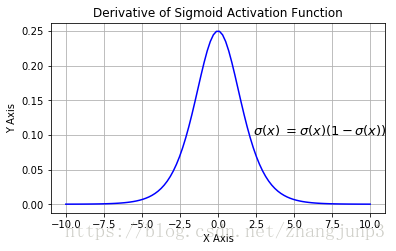 Derivative of Sigmoid Activation Function
0.25
0.20
0.15
0.10
0.05
0.00
Y Axis
σ(x) = σ(x)(1 − σ(x))
−10.0 −7.5 −5.0 −2.5 0.0 2.5 5.0 7.5 10.0
X Axis
https://blog.csdn.net/zhangjunp3